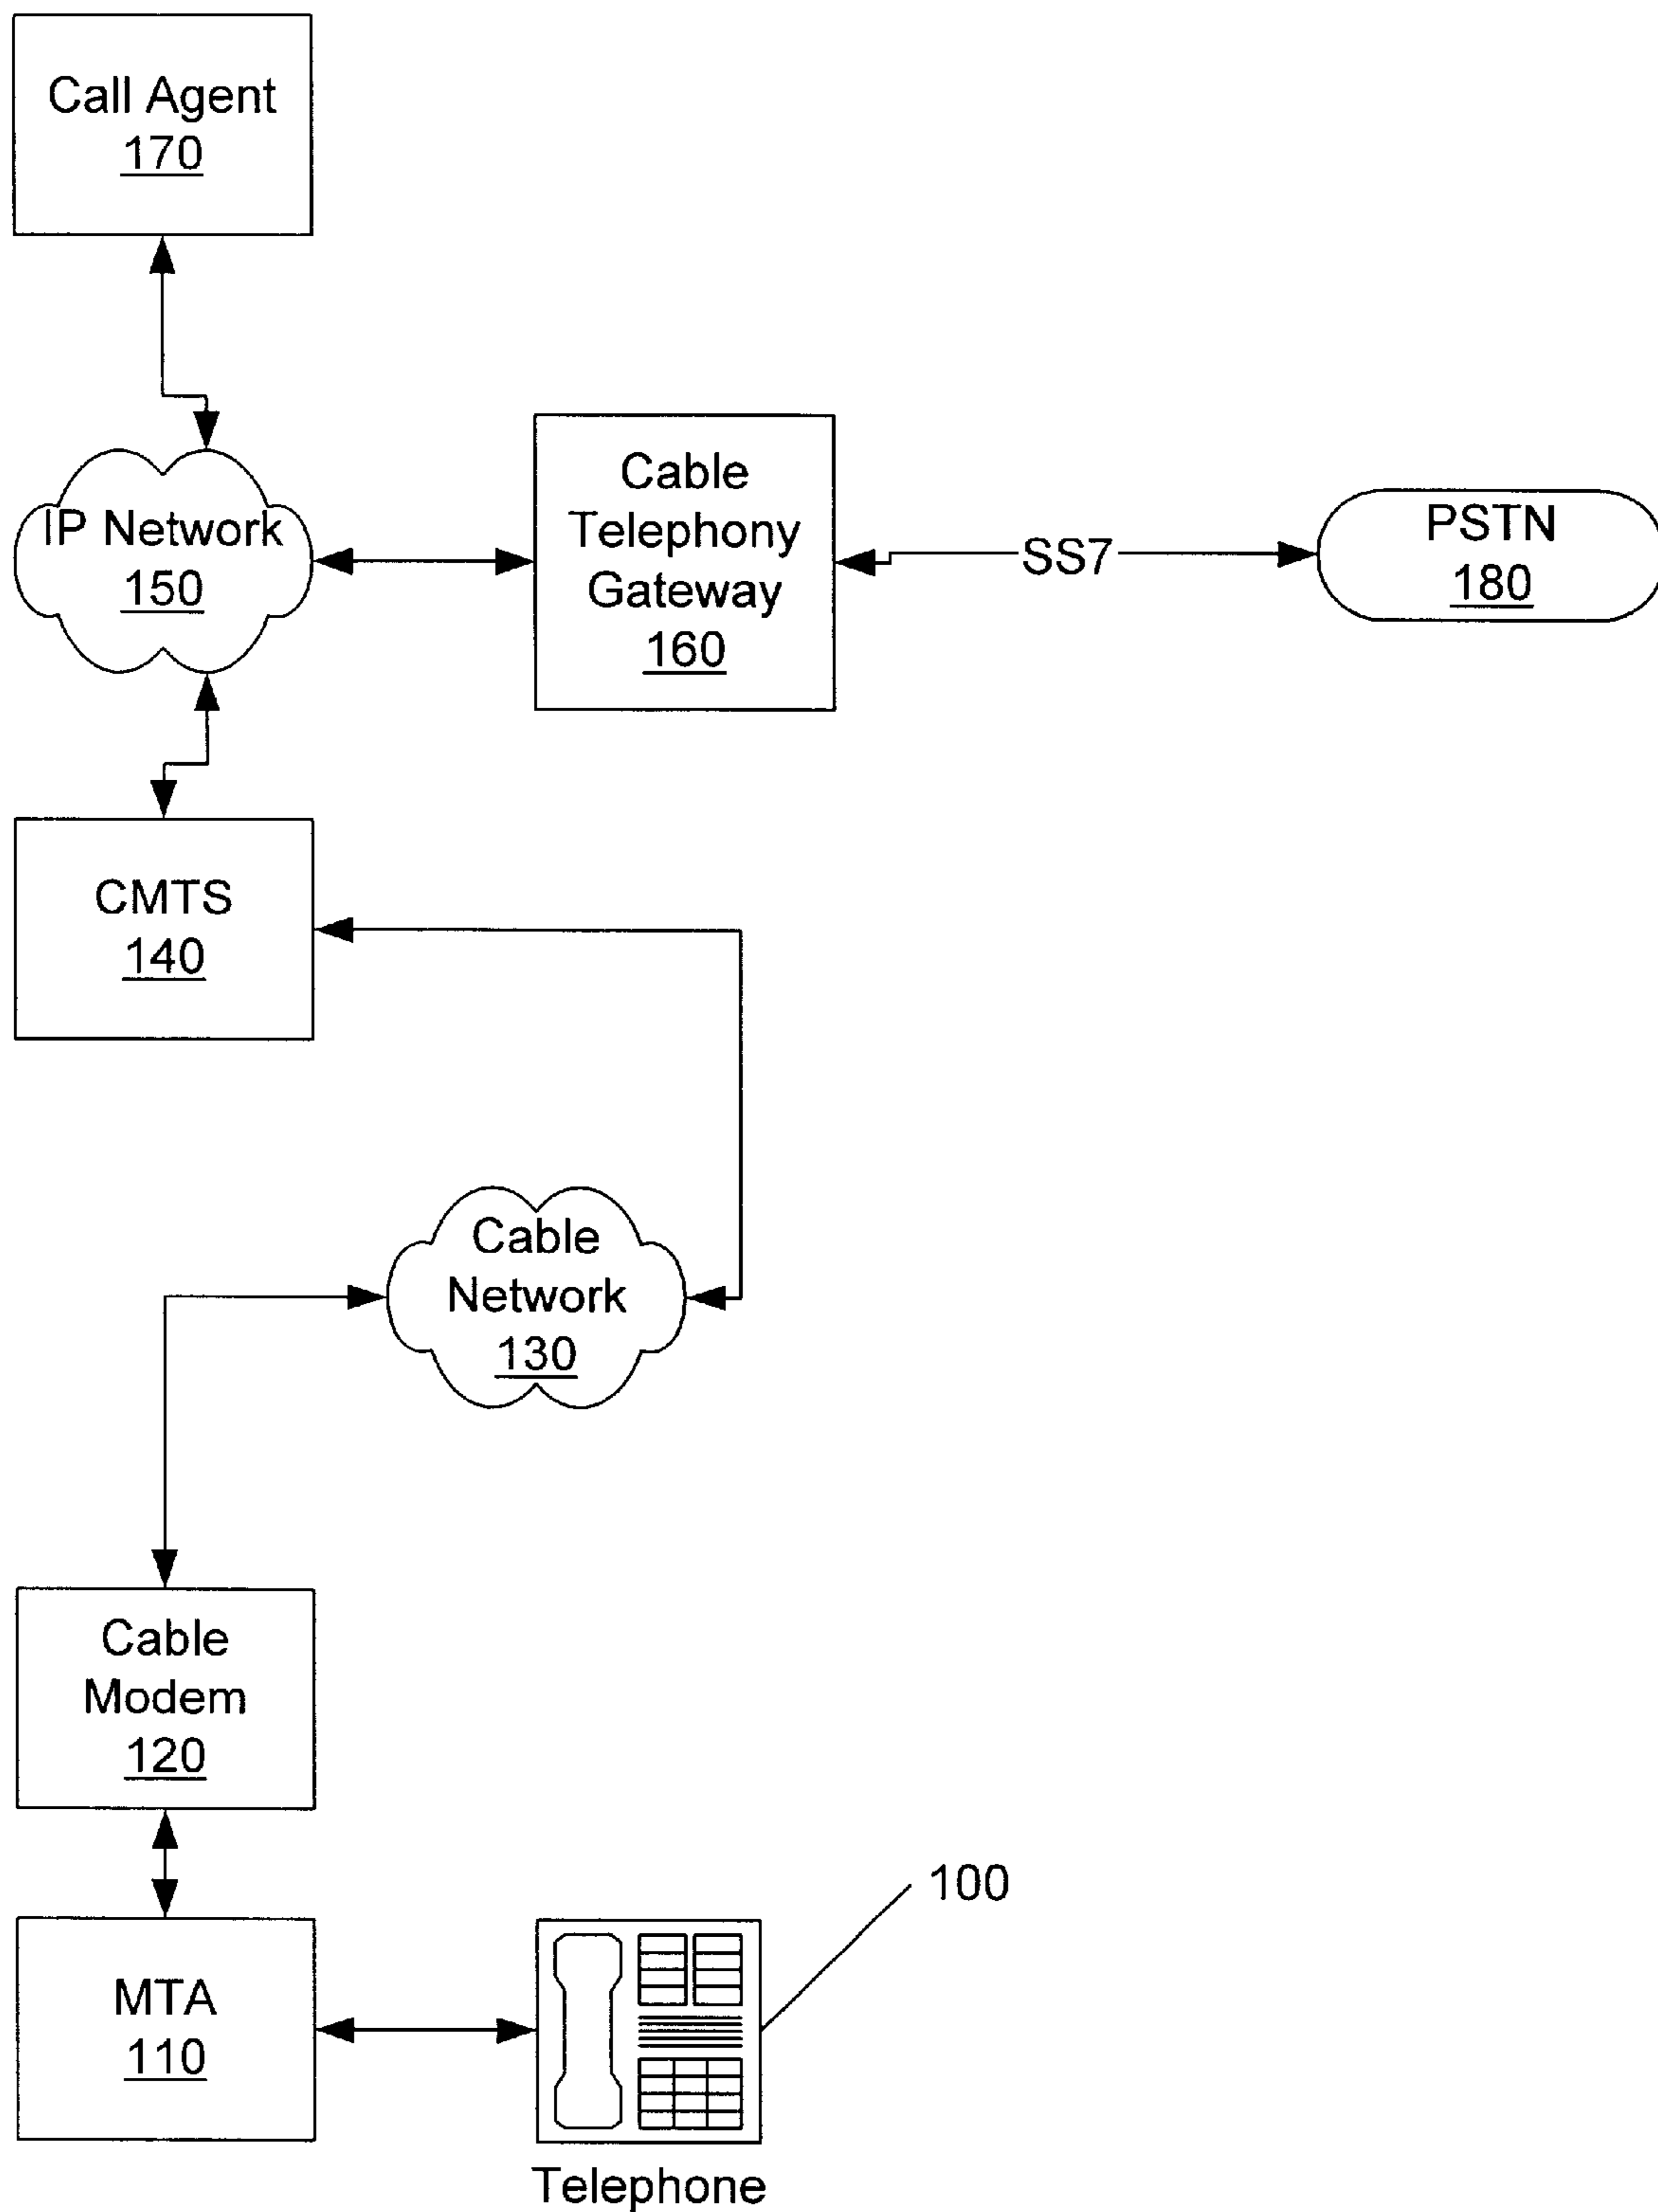 Call Agent
170
IP Network
150
Cable
Telephony
Gateway
160
SS7
PSTN
180
CMTS
140
Cable
Network
130
Cable
Modem
120
100
MTA
110
Telephone